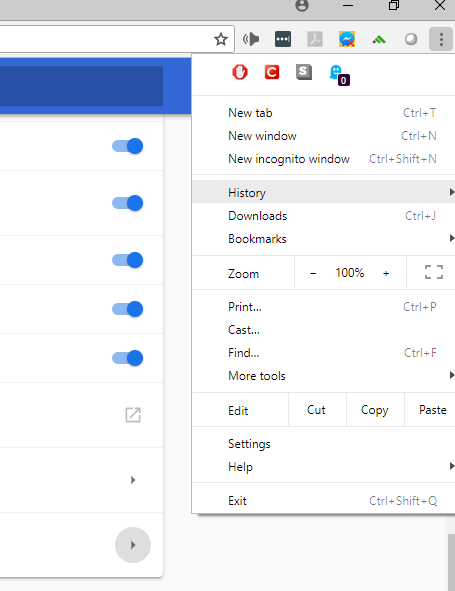 0
New tab Ctrl+T
New window Ctrl+N
New incognito window Ctrl+Shift+N
History
Downloads Ctrl+J
Bookmarks
Zoom − 100% +
Print... Ctrl+P
Cast...
Find... Ctrl+F
More tools
Edit Cut Copy Paste
Settings
Help
Exit Ctrl+Shift+Q